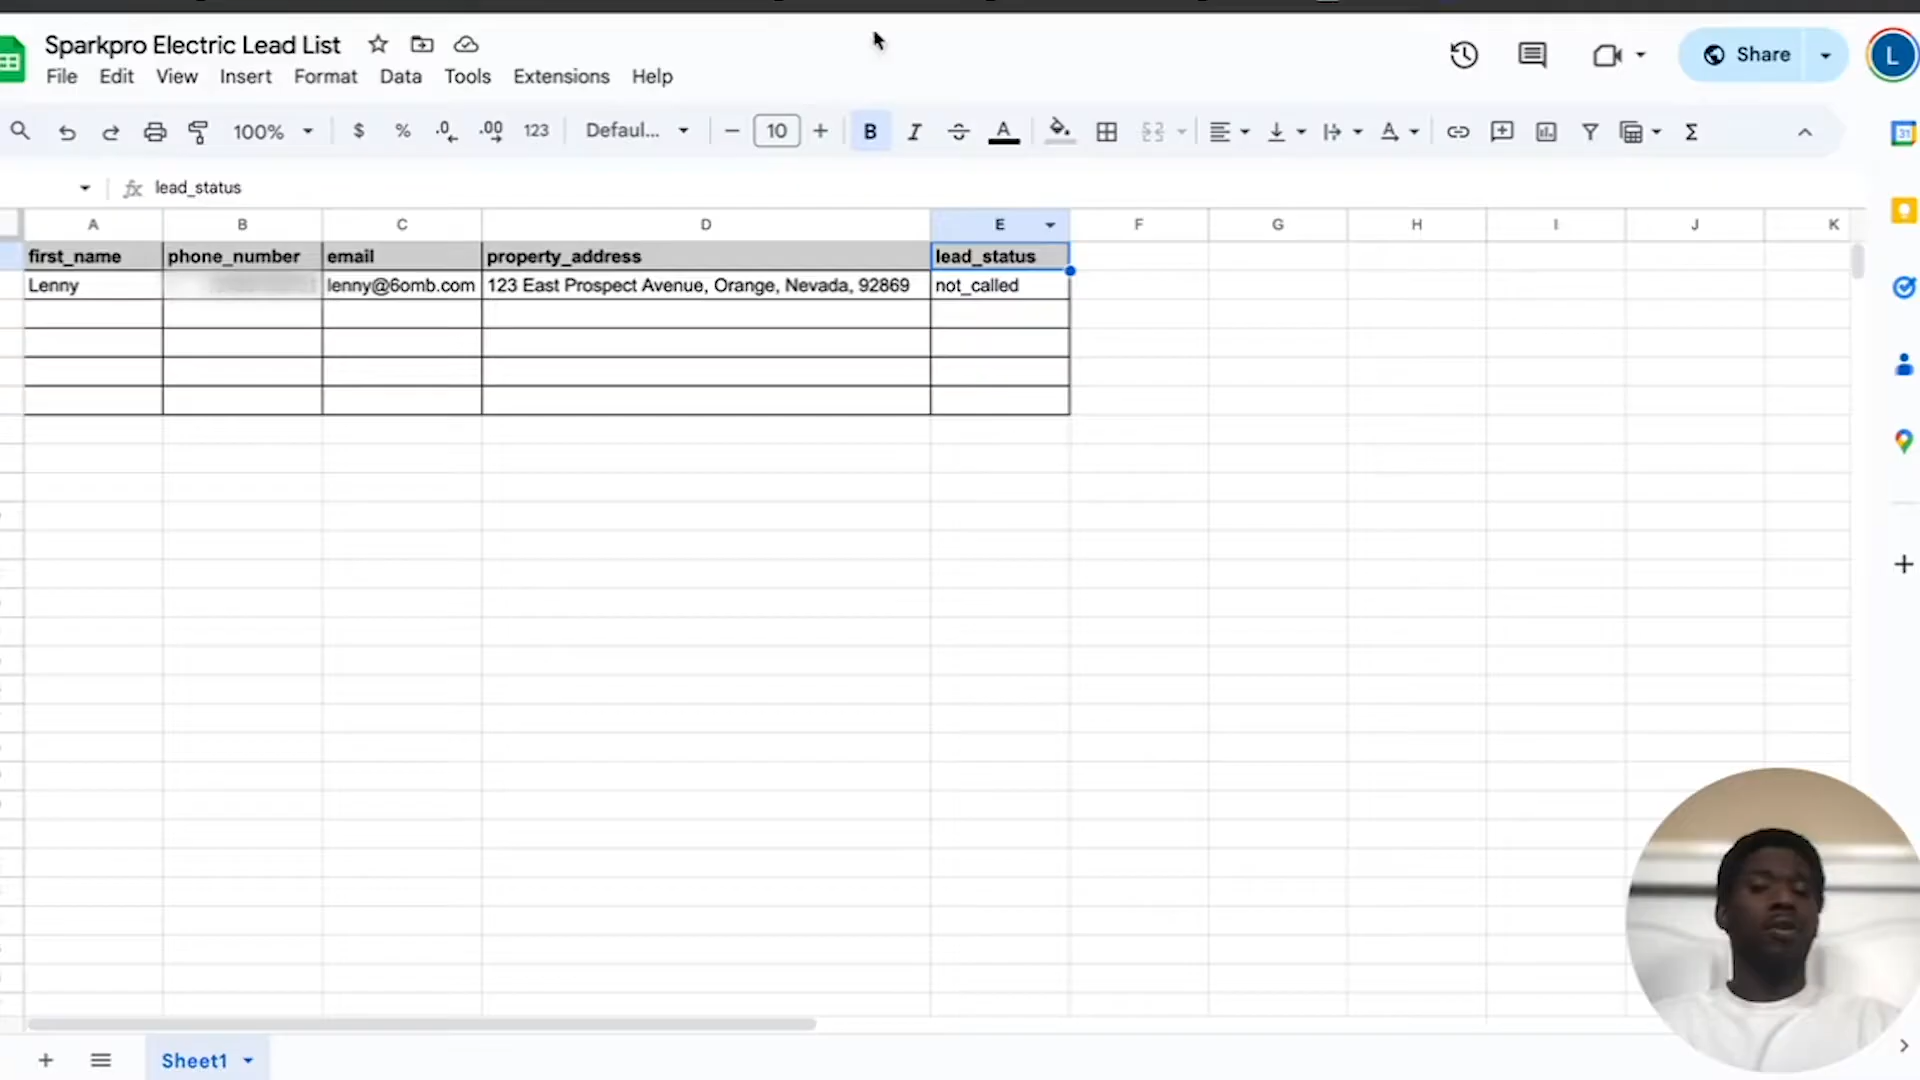 Sparkpro Electric Lead List
File Edit View Insert Format Data Tools Extensions Help
Share
L
100% $ % .0 .00 123 Defaul... 10 B I A A Σ
31
fx lead_status
A B C D E F G H I J K
first_name phone_number email property_address lead_status
Lenny lenny@6omb.com 123 East Prospect Avenue, Orange, Nevada, 92869 not_called
Sheet1